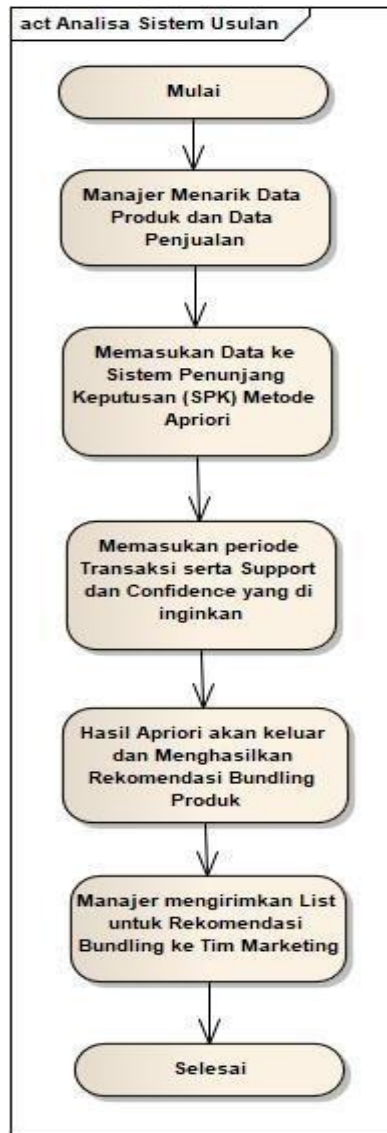 act Analisa Sistem Usulan
Mulai
Manajer Menarik Data
Produk dan Data
Penjualan
Memasukan Data ke
Sistem Penunjang
Keputusan (SPK) Metode
Apriori
Memasukan periode
Transaksi serta Support
dan Confidence yang di
inginkan
Hasil Apriori akan keluar
dan Menghasilkan
Rekomendasi Bundling
Produk
Manajer mengirimkan List
untuk Rekomendasi
Bundling ke Tim Marketing
Selesai